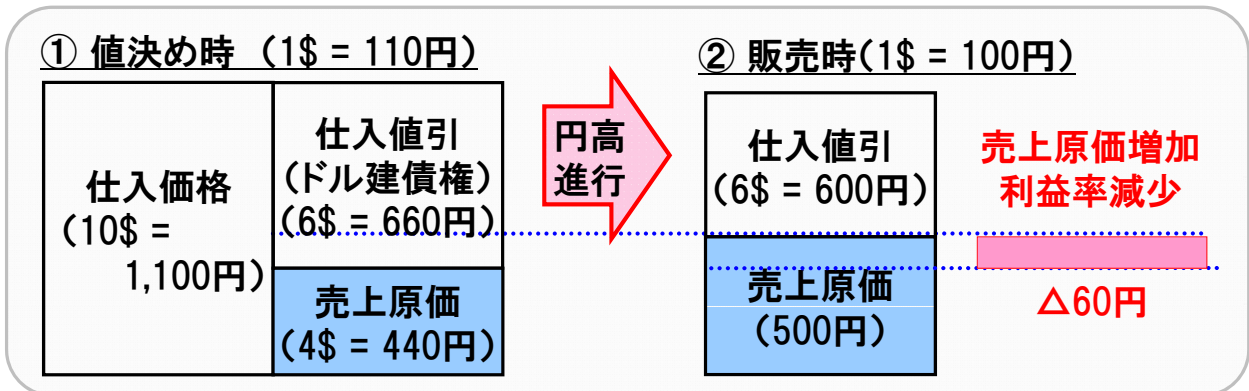 ① 値決め時 （1$ = 110円）
仕入価格
（10$ =
1,100円）
仕入値引
（ドル建債権）
（6$ = 660円）
売上原価
（4$ = 440円）
円高
進行
② 販売時（1$ = 100円）
仕入値引
（6$ = 600円）
売上原価
（500円）
売上原価増加
利益率減少
△60円